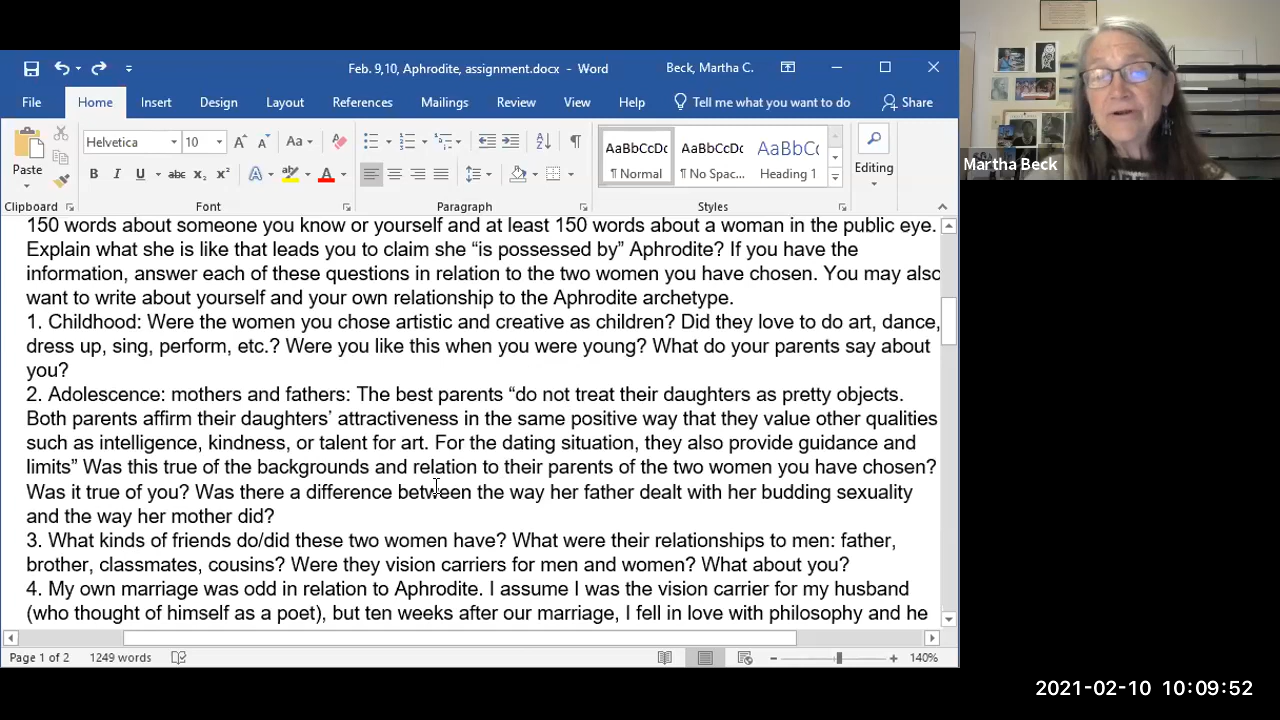 Feb. 9,10, Aphrodite, assignment.docx - Word
Beck, Martha C.
File Home Insert Design Layout References Mailings Review View Help Tell me what you want to do Share
Paste
Helvetica 10
Aa
B I U abc x2 x2 A A
AaBbCcDc AaBbCcDc AaBbCc
¶ Normal ¶ No Spac... Heading 1
Editing
Clipboard Font Paragraph Styles
150 words about someone you know or yourself and at least 150 words about a woman in the public eye.
Explain what she is like that leads you to claim she “is possessed by” Aphrodite? If you have the
information, answer each of these questions in relation to the two women you have chosen. You may also
want to write about yourself and your own relationship to the Aphrodite archetype.
1. Childhood: Were the women you chose artistic and creative as children? Did they love to do art, dance,
dress up, sing, perform, etc.? Were you like this when you were young? What do your parents say about
you?
2. Adolescence: mothers and fathers: The best parents “do not treat their daughters as pretty objects.
Both parents affirm their daughters’ attractiveness in the same positive way that they value other qualities
such as intelligence, kindness, or talent for art. For the dating situation, they also provide guidance and
limits” Was this true of the backgrounds and relation to their parents of the two women you have chosen?
Was it true of you? Was there a difference between the way her father dealt with her budding sexuality
and the way her mother did?
3. What kinds of friends do/did these two women have? What were their relationships to men: father,
brother, classmates, cousins? Were they vision carriers for men and women? What about you?
4. My own marriage was odd in relation to Aphrodite. I assume I was the vision carrier for my husband
(who thought of himself as a poet), but ten weeks after our marriage, I fell in love with philosophy and he
Page 1 of 2 1249 words 140%
Martha Beck
2021-02-10 10:09:52